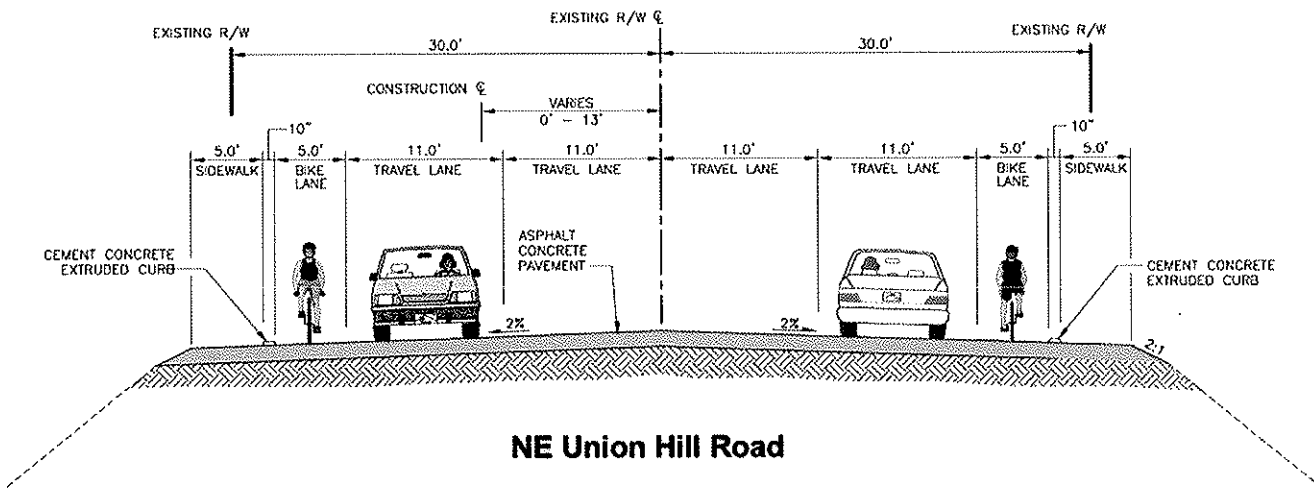 EXISTING R/W ℄
EXISTING R/W
EXISTING R/W
30.0'
30.0'
CONSTRUCTION ℄
VARIES
0' - 13'
10"
10"
5.0'
5.0'
11.0'
11.0'
11.0'
11.0'
5.0'
5.0'
SIDEWALK
BIKE
LANE
TRAVEL LANE
TRAVEL LANE
TRAVEL LANE
TRAVEL LANE
BIKE
LANE
SIDEWALK
CEMENT CONCRETE
EXTRUDED CURB
ASPHALT
CONCRETE
PAVEMENT
CEMENT CONCRETE
EXTRUDED CURB
2%
2%
2:1
NE Union Hill Road